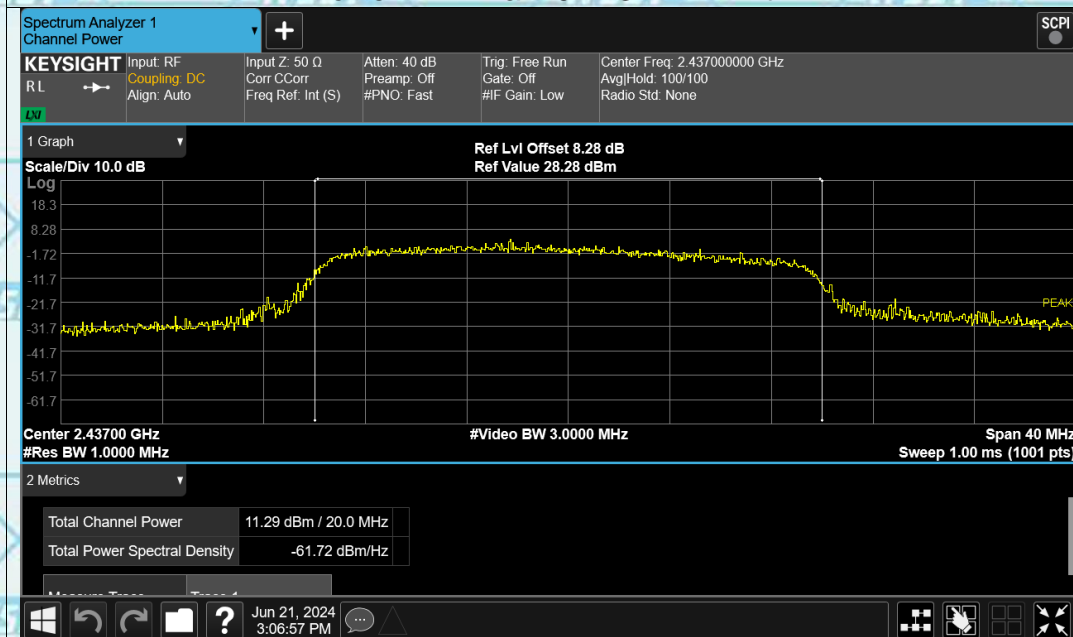 Spectrum Analyzer 1
Channel Power
SCPI
KEYSIGHT
R L
LXI
Input: RF
Coupling: DC
Align: Auto
Input Z: 50 Ω
Corr CCorr
Freq Ref: Int (S)
Atten: 40 dB
Preamp: Off
#PNO: Fast
Trig: Free Run
Gate: Off
#IF Gain: Low
Center Freq: 2.437000000 GHz
Avg|Hold: 100/100
Radio Std: None
1 Graph
Ref Lvl Offset 8.28 dB
Scale/Div 10.0 dB
Ref Value 28.28 dBm
Log
18.3
8.28
-1.72
-11.7
-21.7
PEAK
-31.7
-41.7
-51.7
-61.7
Center 2.43700 GHz
#Video BW 3.0000 MHz
Span 40 MHz
#Res BW 1.0000 MHz
Sweep 1.00 ms (1001 pts)
2 Metrics
Total Channel Power 11.29 dBm / 20.0 MHz
Total Power Spectral Density -61.72 dBm/Hz
Jun 21, 2024
3:06:57 PM